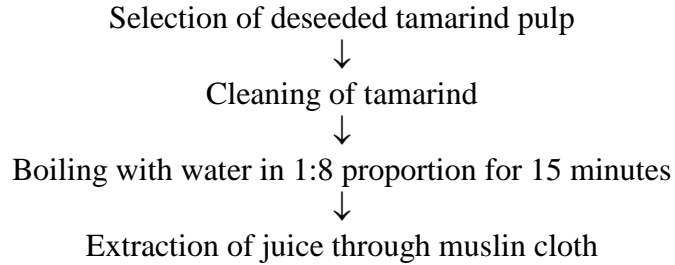 Selection of deseeded tamarind pulp
↓
Cleaning of tamarind
↓
Boiling with water in 1:8 proportion for 15 minutes
↓
Extraction of juice through muslin cloth